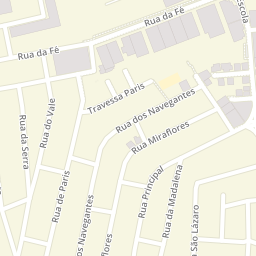 Rua da Fé
Rua da Fé
Escola
Travessa Paris
Rua dos Navegantes
Rua Miraflores
Rua do Vale
Rua da Serra
Rua de Paris
dos Navegantes
flores
Rua Principal
Rua da Madalena
São Lázaro